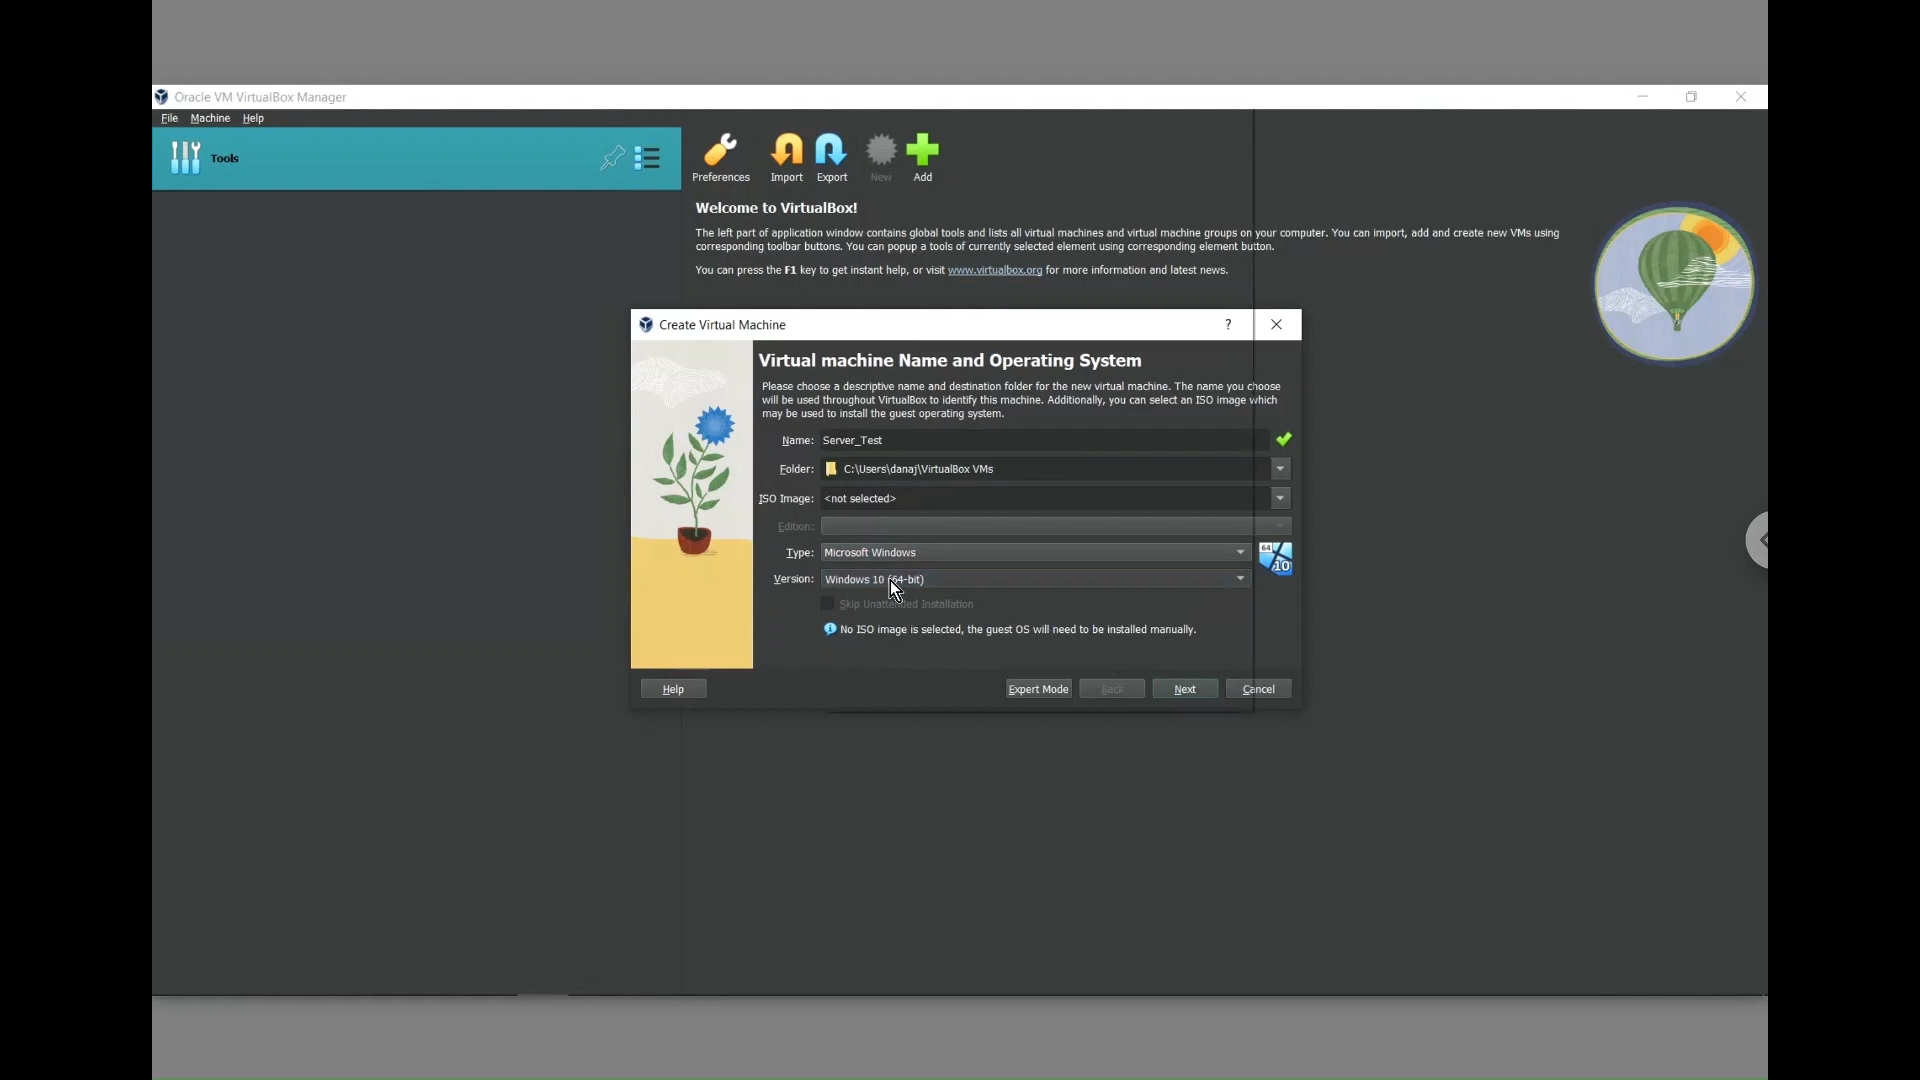 Oracle VM VirtualBox Manager
File Machine Help
Tools
Preferences Import Export New Add
Welcome to VirtualBox!
The left part of application window contains global tools and lists all virtual machines and virtual machine groups on your computer. You can import, add and create new VMs using
corresponding toolbar buttons. You can popup a tools of currently selected element using corresponding element button.
You can press the F1 key to get instant help, or visit www.virtualbox.org for more information and latest news.
Create Virtual Machine ?
Virtual machine Name and Operating System
Please choose a descriptive name and destination folder for the new virtual machine. The name you choose
will be used throughout VirtualBox to identify this machine. Additionally, you can select an ISO image which
may be used to install the guest operating system.
Name: Server_Test
Folder: C:\Users\danaj\VirtualBox VMs
ISO Image: <not selected>
Edition:
Type: Microsoft Windows 64 10
Version: Windows 10 (64-bit)
Skip Unattended Installation
No ISO image is selected, the guest OS will need to be installed manually.
Help Expert Mode Back Next Cancel